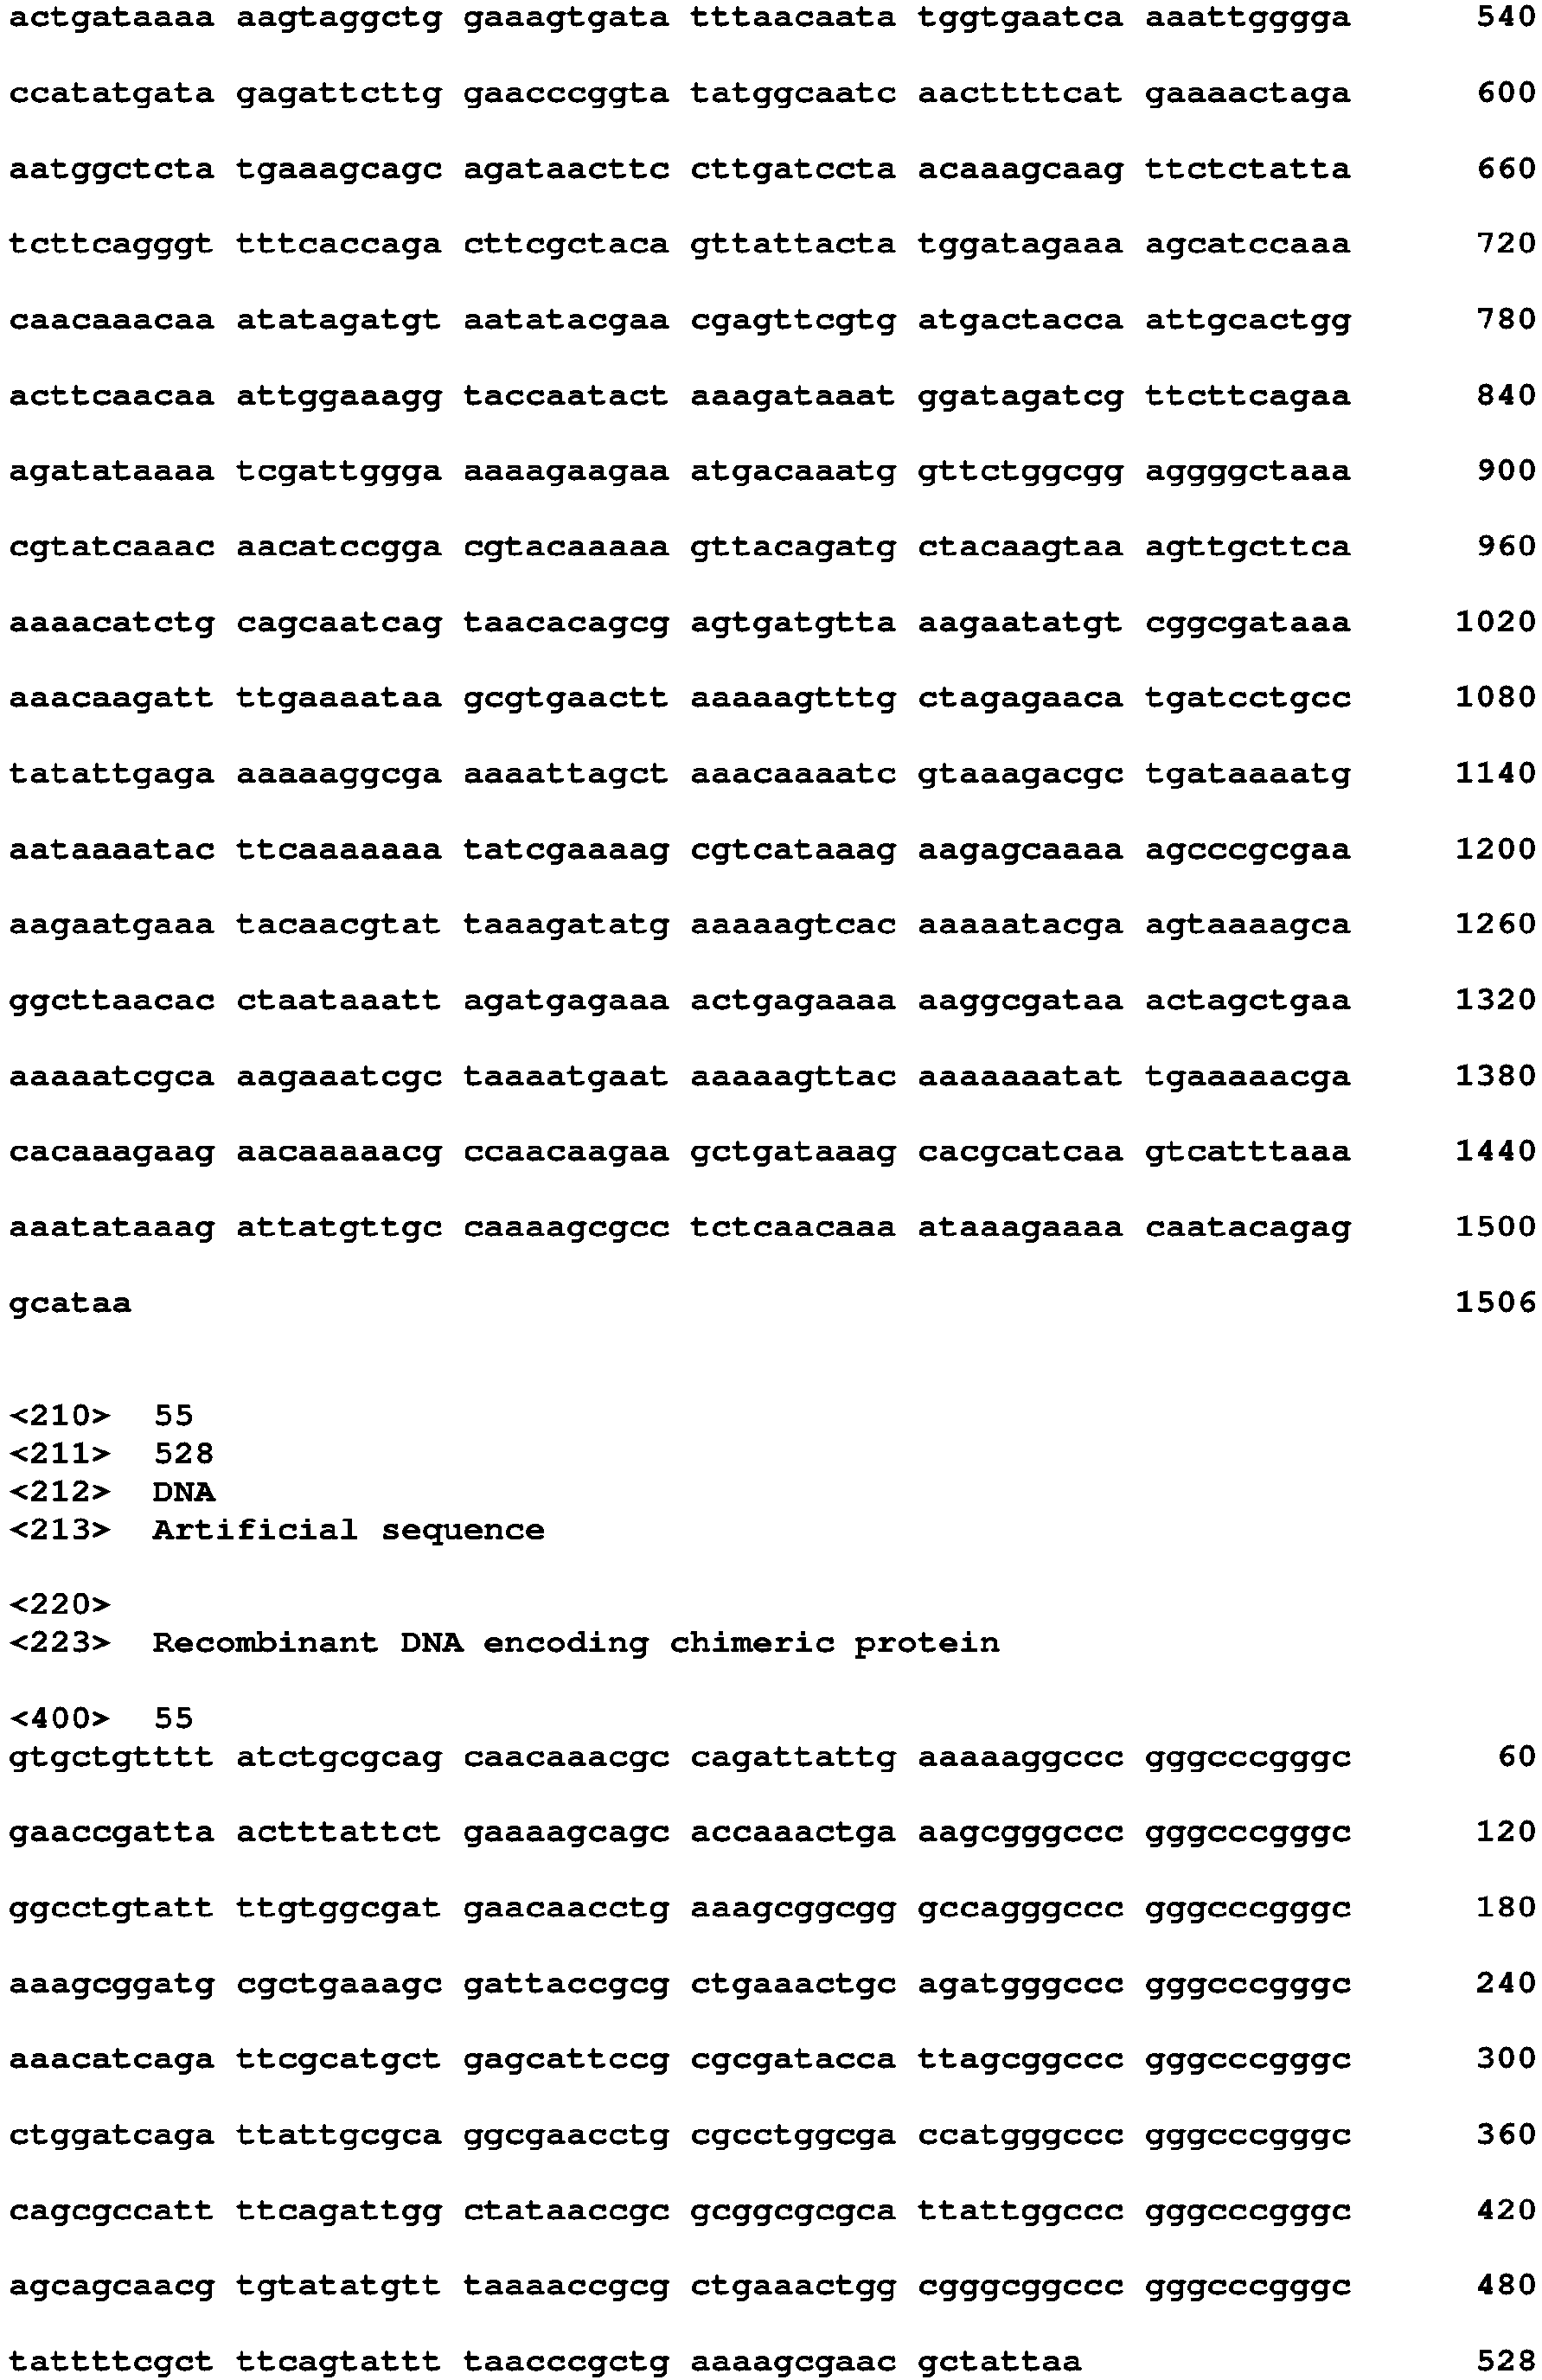 actgataaaa aagtaggctg gaaagtgata tttaacaata tggtgaatca aaattgggga 540
ccatatgata gagattcttg gaacccggta tatggcaatc aacttttcat gaaaactaga 600
aatggctcta tgaaagcagc agataacttc cttgatccta acaaagcaag ttctctatta 660
tcttcagggt tttcaccaga cttcgctaca gttattacta tggatagaaa agcatccaaa 720
caacaaacaa atatagatgt aatatacgaa cgagttcgtg atgactacca attgcactgg 780
acttcaacaa attggaaagg taccaatact aaagataaat ggatagatcg ttcttcagaa 840
agatataaaa tcgattggga aaaagaagaa atgacaaatg gttctggcgg aggggctaaa 900
cgtatcaaac aacatccgga cgtacaaaaa gttacagatg ctacaagtaa agttgcttca 960
aaaacatctg cagcaatcag taacacagcg agtgatgtta aagaatatgt cggcgataaa 1020
aaacaagatt ttgaaaataa gcgtgaactt aaaaagtttg ctagagaaca tgatcctgcc 1080
tatattgaga aaaaaggcga aaaattagct aaacaaaatc gtaaagacgc tgataaaatg 1140
aataaaatac ttcaaaaaaa tatcgaaaag cgtcataaag aagagcaaaa agcccgcgaa 1200
aagaatgaaa tacaacgtat taaagatatg aaaaagtcac aaaaatacga agtaaaagca 1260
ggcttaacac ctaataaatt agatgagaaa actgagaaaa aaggcgataa actagctgaa 1320
aaaaatcgca aagaaatcgc taaaatgaat aaaaagttac aaaaaaatat tgaaaaacga 1380
cacaaagaag aacaaaaacg ccaacaagaa gctgataaag cacgcatcaa gtcatttaaa 1440
aaatataaag attatgttgc caaaagcgcc tctcaacaaa ataaagaaaa caatacagag 1500
gcataa 1506
<210> 55
<211> 528
<212> DNA
<213> Artificial sequence
<220>
<223> Recombinant DNA encoding chimeric protein
<400> 55
gtgctgtttt atctgcgcag caacaaacgc cagattattg aaaaaggccc gggcccgggc 60
gaaccgatta actttattct gaaaagcagc accaaactga aagcgggccc gggcccgggc 120
ggcctgtatt ttgtggcgat gaacaacctg aaagcggcgg gccagggccc gggcccgggc 180
aaagcggatg cgctgaaagc gattaccgcg ctgaaactgc agatgggccc gggcccgggc 240
aaacatcaga ttcgcatgct gagcattccg cgcgatacca ttagcggccc gggcccgggc 300
ctggatcaga ttattgcgca ggcgaacctg cgcctggcga ccatgggccc gggcccgggc 360
cagcgccatt ttcagattgg ctataaccgc gcggcgcgca ttattggccc gggcccgggc 420
agcagcaacg tgtatatgtt taaaaccgcg ctgaaactgg cgggcggccc gggcccgggc 480
tattttcgct ttcagtattt taacccgctg aaaagcgaac gctattaa 528